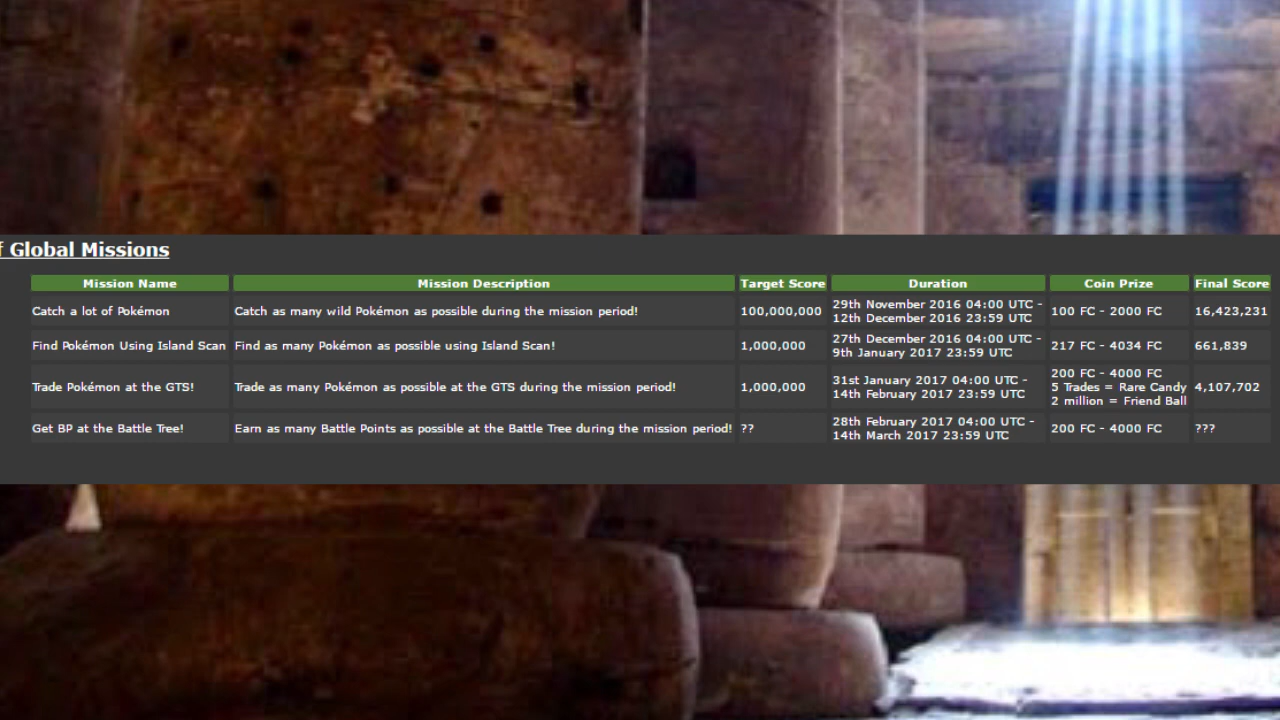 f Global Missions
Mission Name Mission Description Target Score Duration Coin Prize Final Score
Catch a lot of Pokémon Catch as many wild Pokémon as possible during the mission period! 100,000,000 29th November 2016 04:00 UTC - 12th December 2016 23:59 UTC 100 FC - 2000 FC 16,423,231
Find Pokémon Using Island Scan Find as many Pokémon as possible using Island Scan! 1,000,000 27th December 2016 04:00 UTC - 9th January 2017 23:59 UTC 217 FC - 4034 FC 661,839
Trade Pokémon at the GTS! Trade as many Pokémon as possible at the GTS during the mission period! 1,000,000 31st January 2017 04:00 UTC - 14th February 2017 23:59 UTC 200 FC - 4000 FC 5 Trades = Rare Candy 2 million = Friend Ball 4,107,702
Get BP at the Battle Tree! Earn as many Battle Points as possible at the Battle Tree during the mission period! ?? 28th February 2017 04:00 UTC - 14th March 2017 23:59 UTC 200 FC - 4000 FC ???